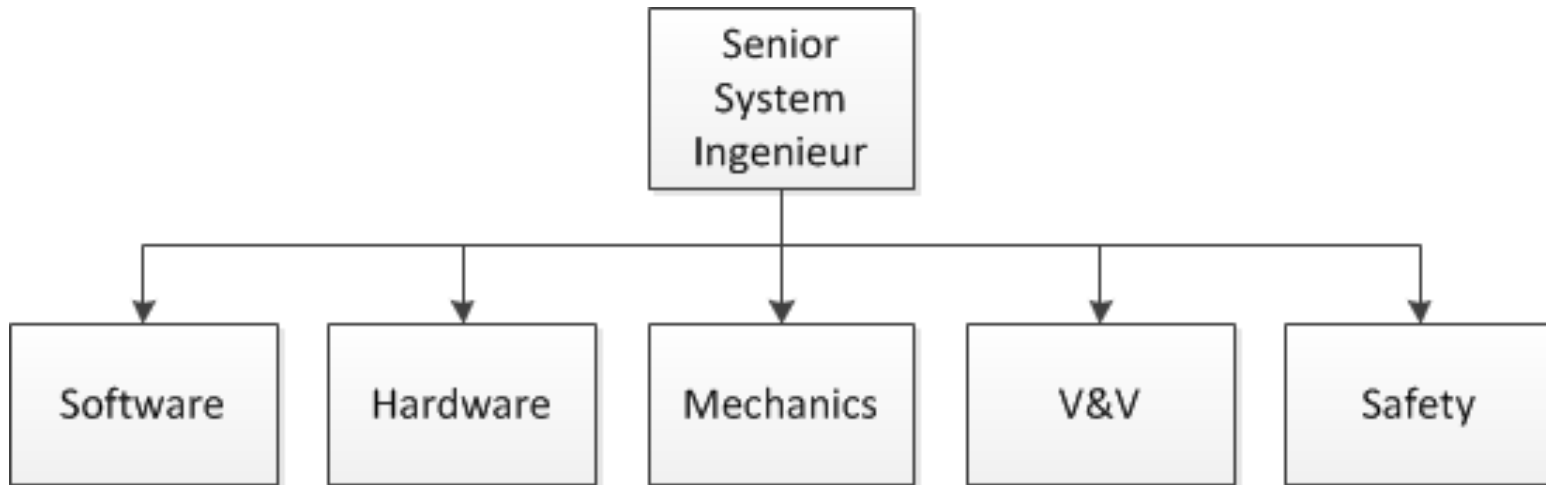 Senior
System
Ingenieur
Software
Hardware
Mechanics
V&V
Safety